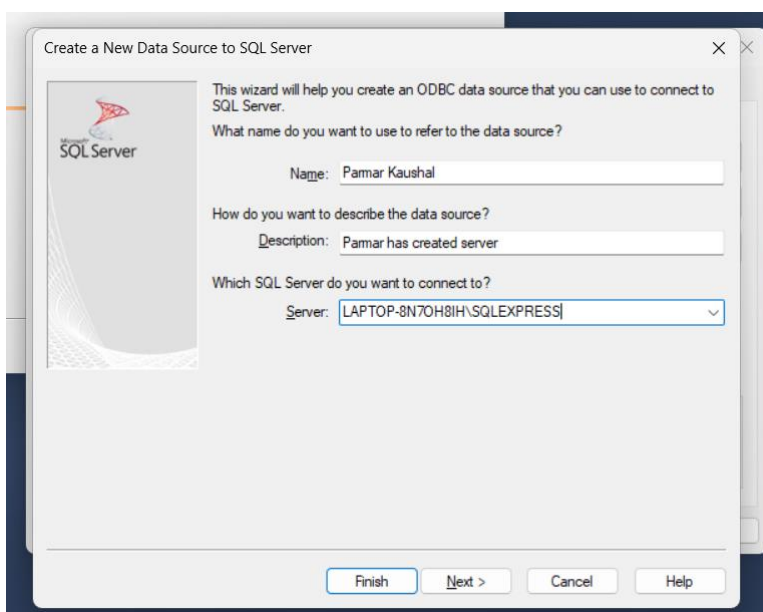 Create a New Data Source to SQL Server
This wizard will help you create an ODBC data source that you can use to connect to
SQL Server.
What name do you want to use to refer to the data source?
Microsoft
SQL Server
Name: Parmar Kaushal
How do you want to describe the data source?
Description: Parmar has created server
Which SQL Server do you want to connect to?
Server: LAPTOP-8N7OH8IH\SQLEXPRESS
Finish
Next >
Cancel
Help